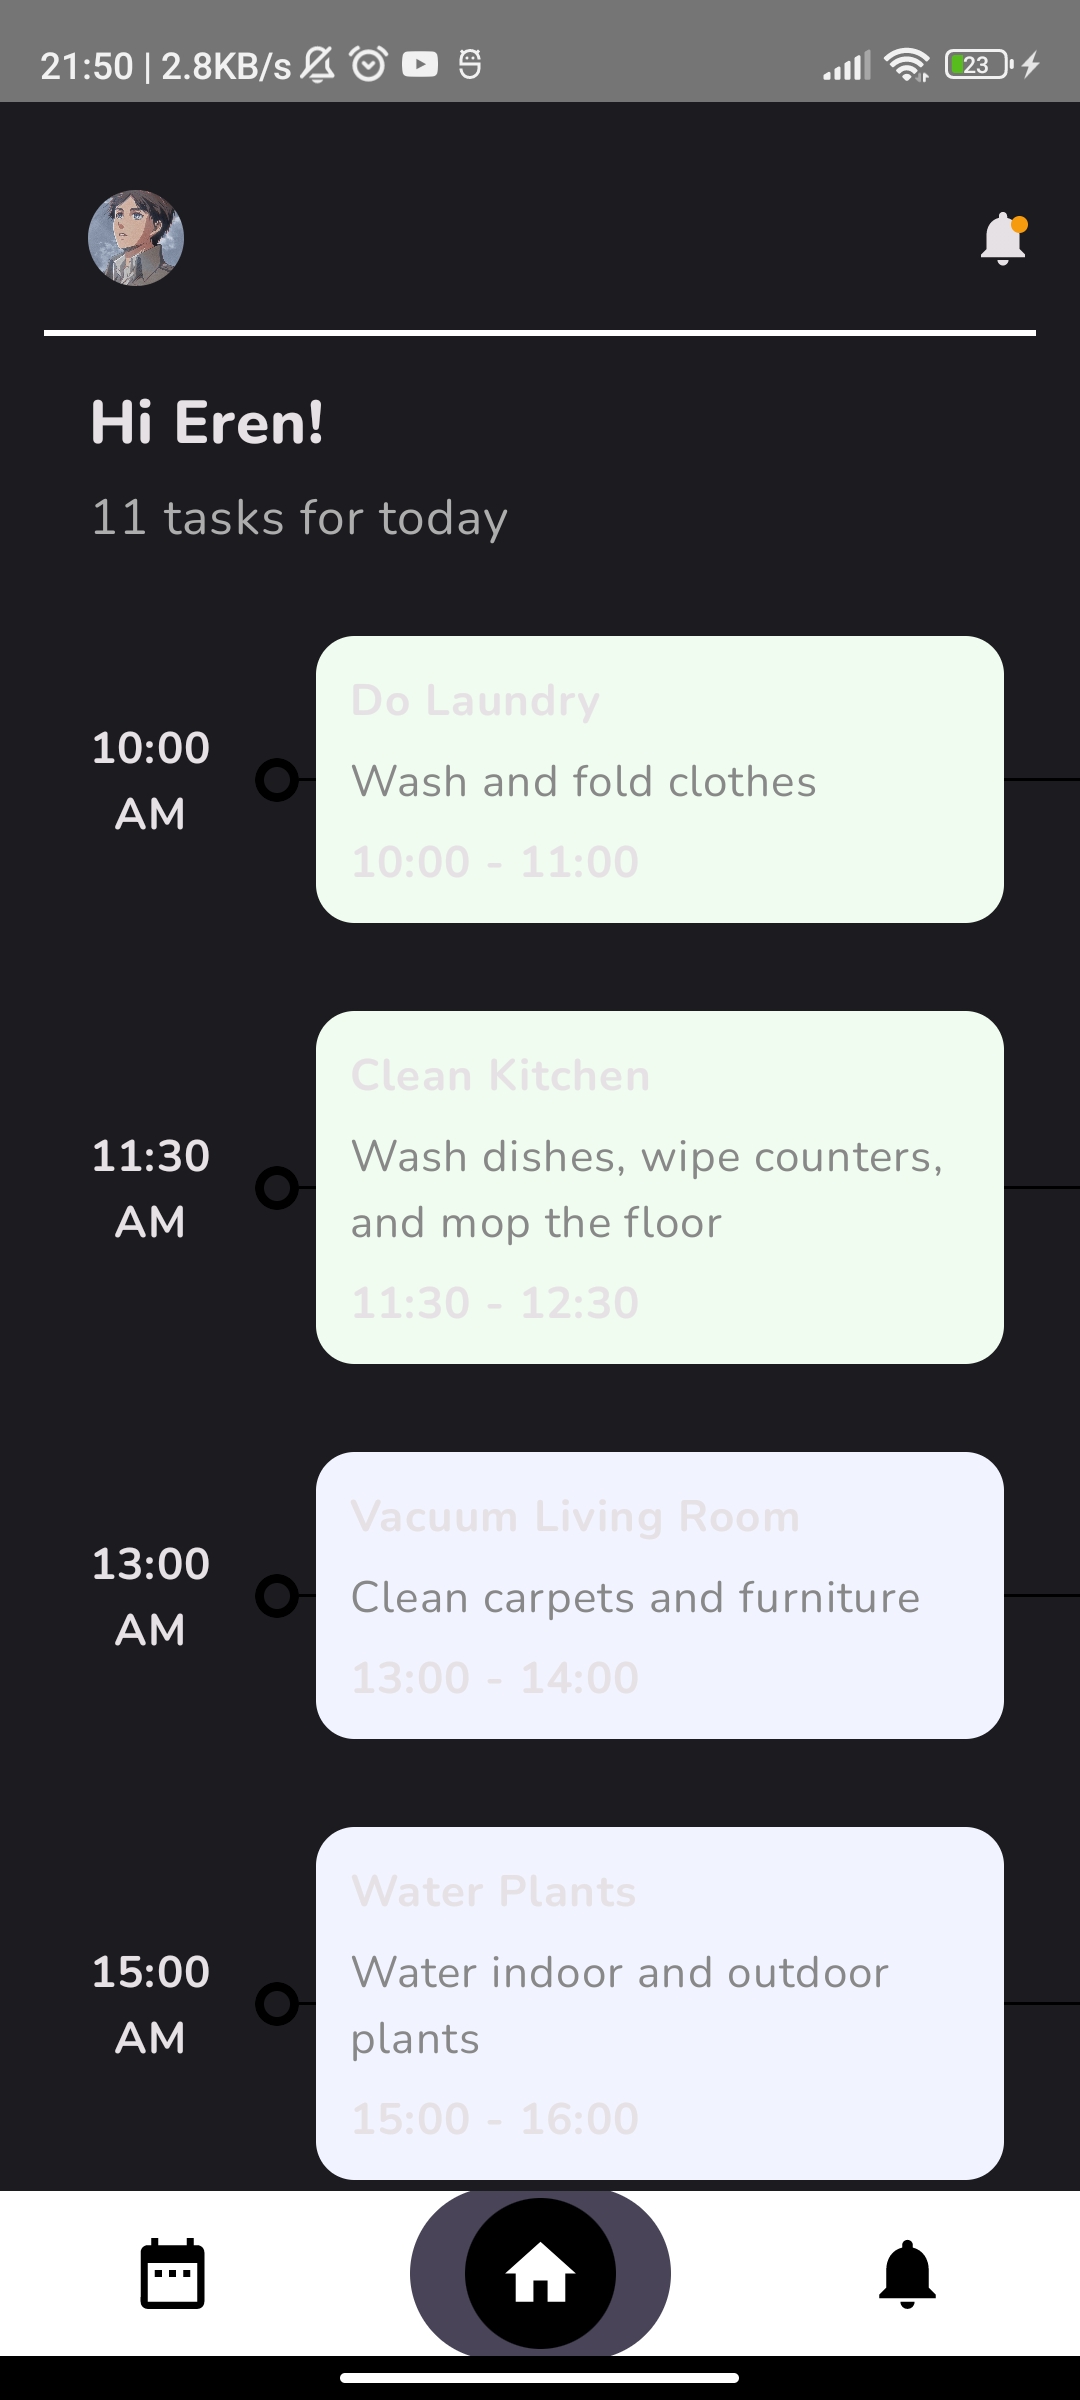 21:50 | 2.8KB/s
23
Hi Eren!
11 tasks for today
10:00
AM
Do Laundry
Wash and fold clothes
10:00 - 11:00
11:30
AM
Clean Kitchen
Wash dishes, wipe counters,
and mop the floor
11:30 - 12:30
13:00
AM
Vacuum Living Room
Clean carpets and furniture
13:00 - 14:00
15:00
AM
Water Plants
Water indoor and outdoor
plants
15:00 - 16:00